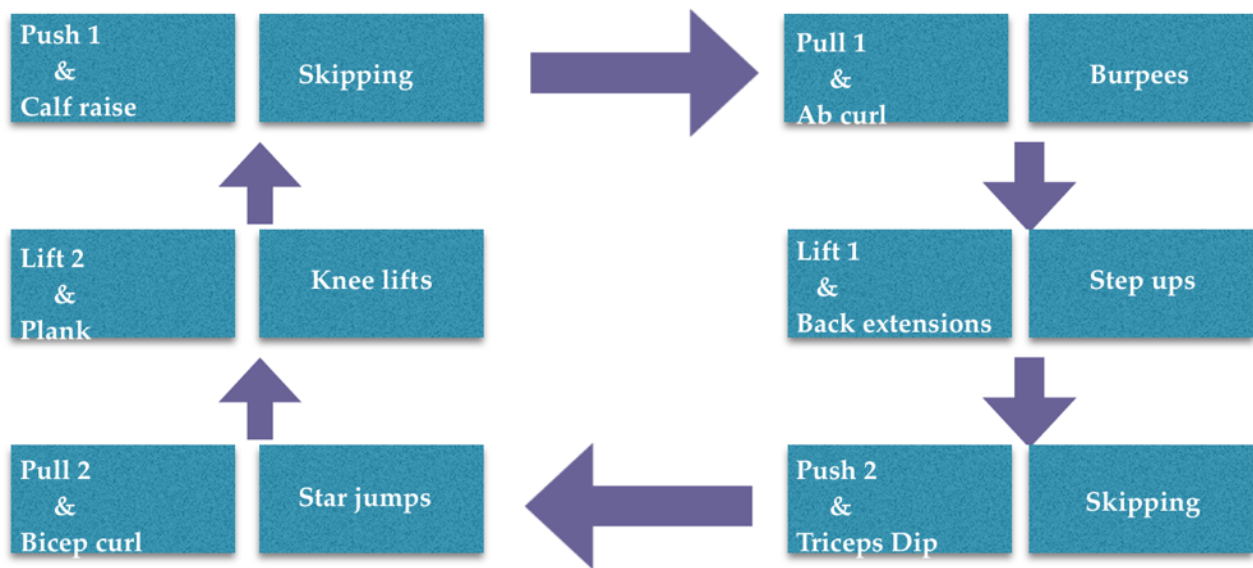 Push 1
&
Calf raise
Skipping
Pull 1
&
Ab curl
Burpees
Lift 2
&
Plank
Knee lifts
Lift 1
&
Back extensions
Step ups
Pull 2
&
Bicep curl
Star jumps
Push 2
&
Triceps Dip
Skipping